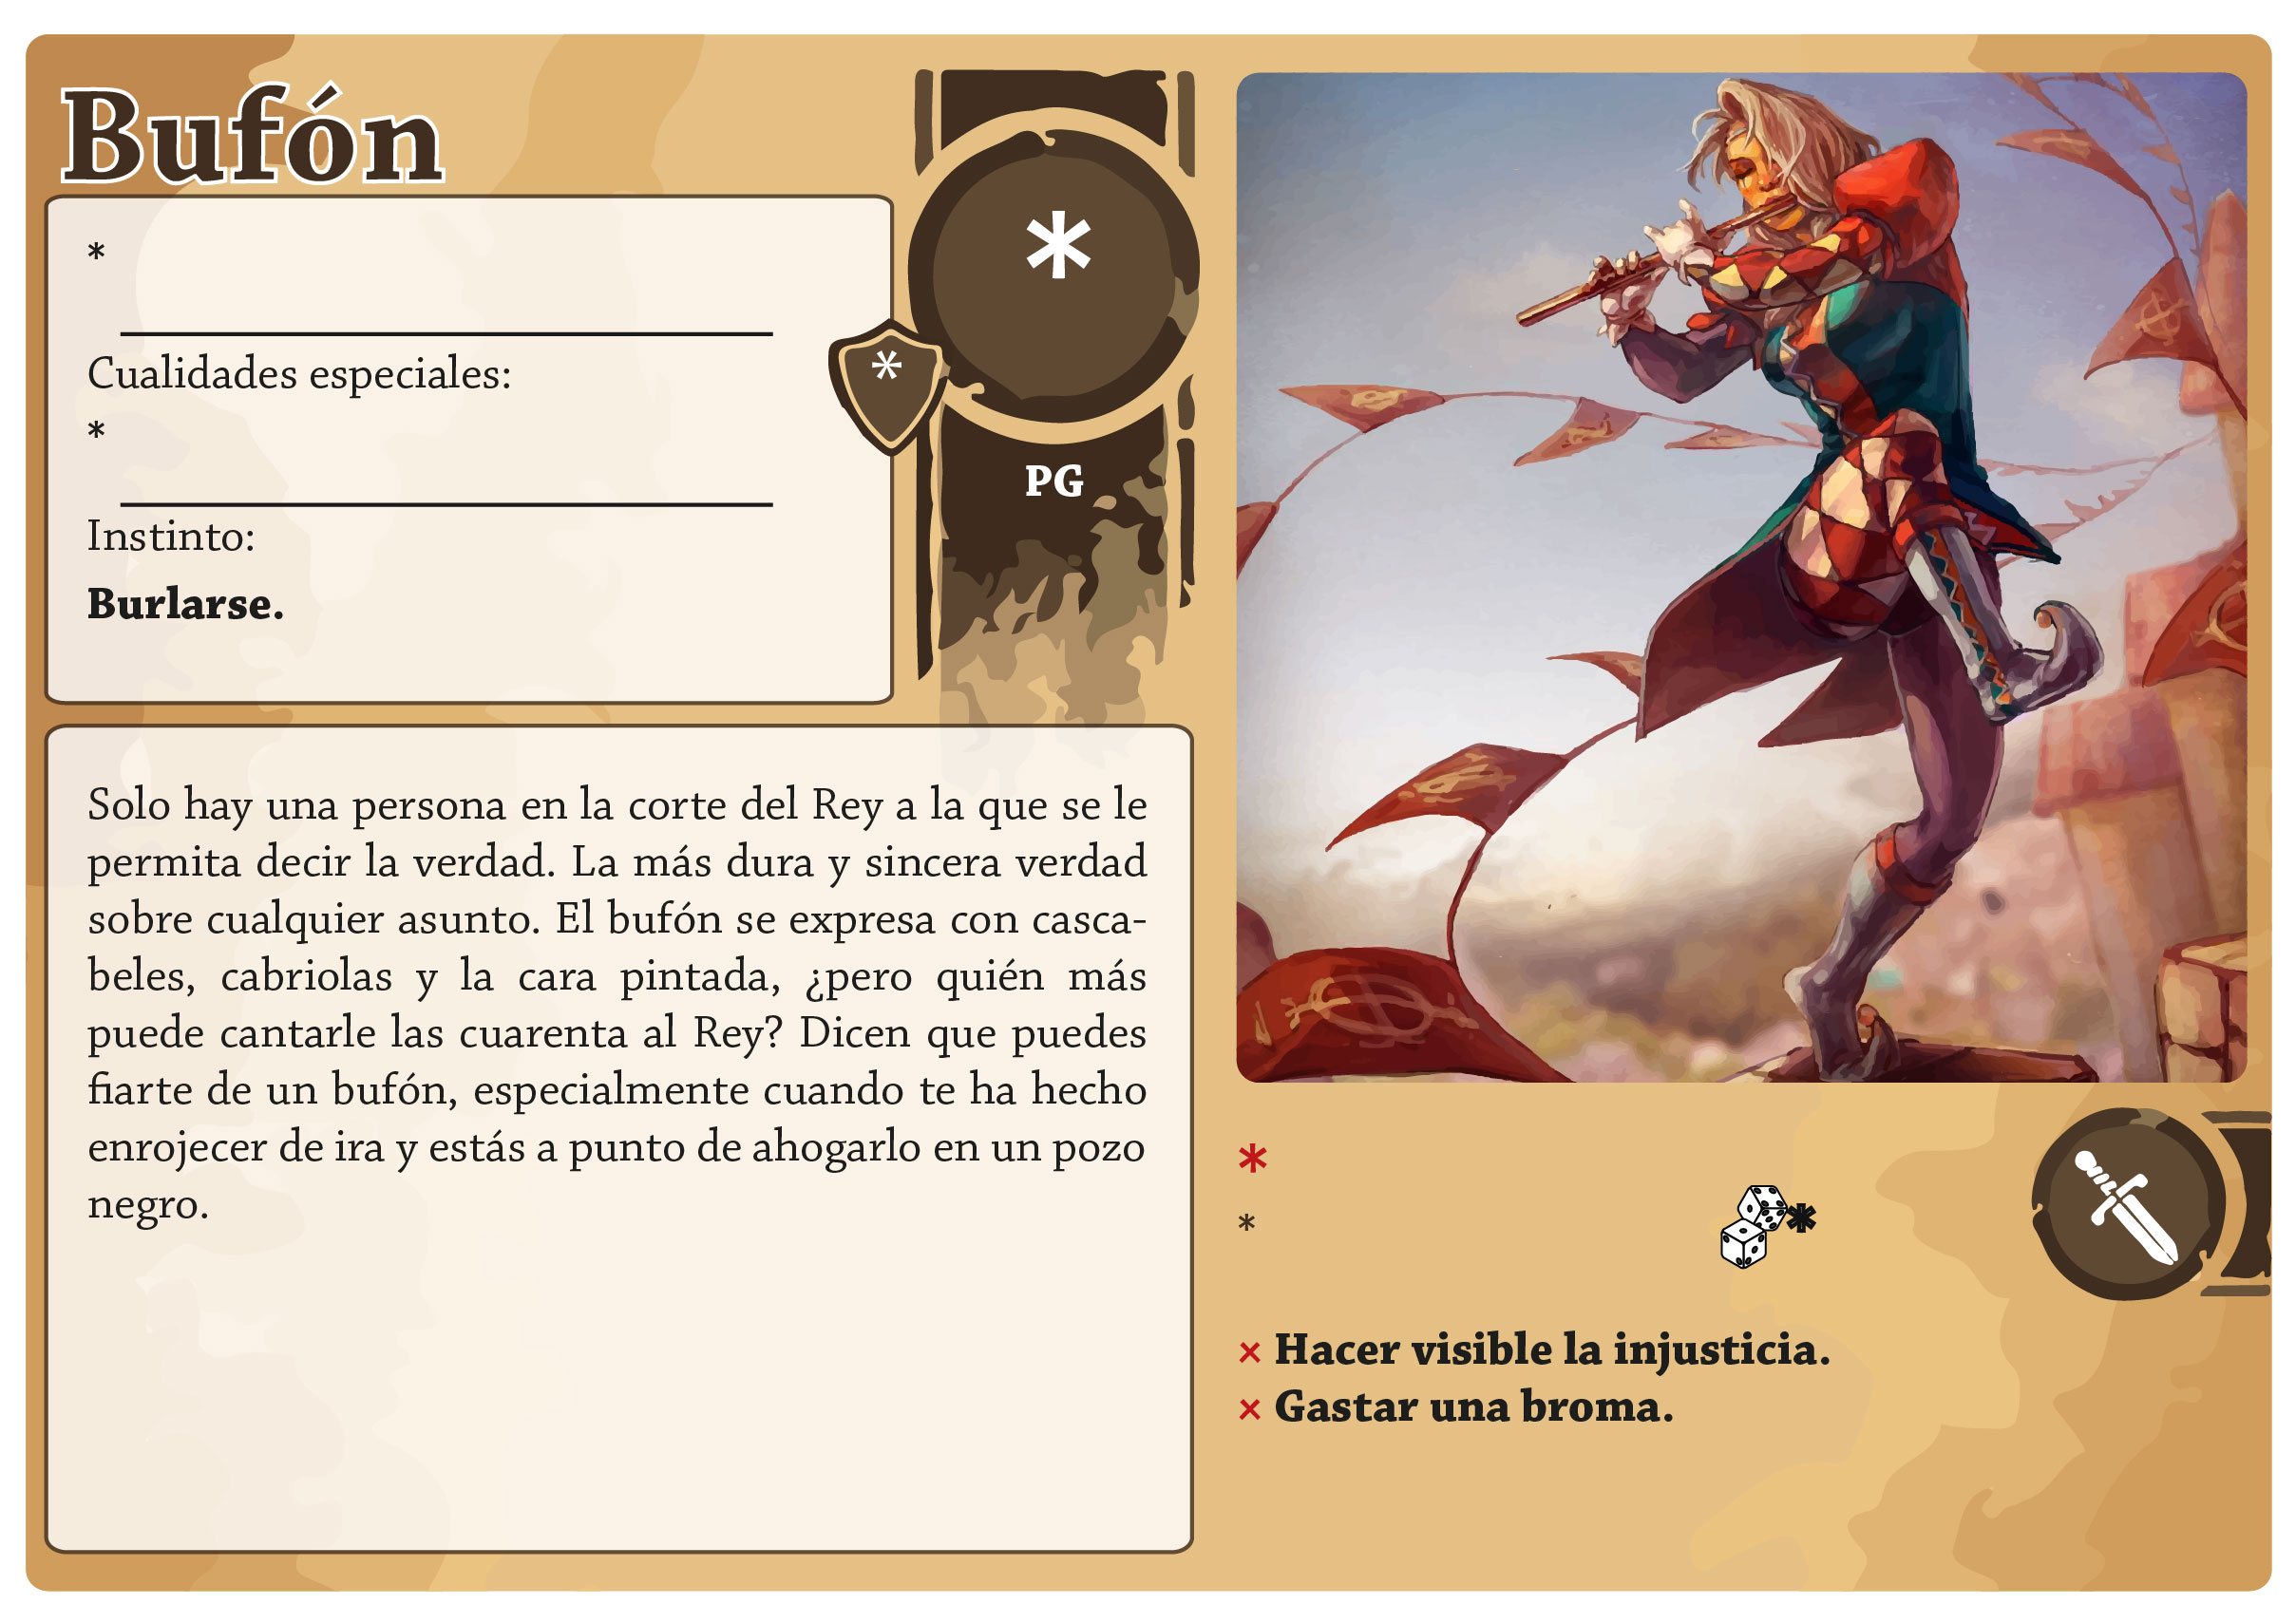 Bufón
*
Cualidades especiales:
*
Instinto:
Burlarse.
*
*
PG
Solo hay una persona en la corte del Rey a la que se le
permita decir la verdad. La más dura y sincera verdad
sobre cualquier asunto. El bufón se expresa con casca-
beles, cabriolas y la cara pintada, ¿pero quién más
puede cantarle las cuarenta al Rey? Dicen que puedes
fiarte de un bufón, especialmente cuando te ha hecho
enrojecer de ira y estás a punto de ahogarlo en un pozo
negro.
*
* *
× Hacer visible la injusticia.
× Gastar una broma.